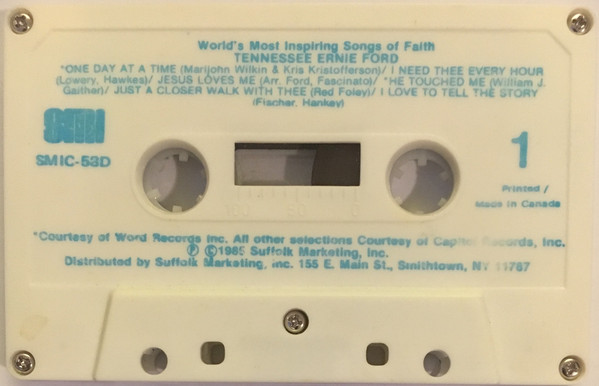 World's Most Inspiring Songs of Faith
TENNESSEE ERNIE FORD
*ONE DAY AT A TIME (Marijohn Wilkin & Kris Kristofferson)/ I NEED THEE EVERY HOUR
(Lowery, Hawkes)/ JESUS LOVES ME (Arr. Ford, Fascinato)/ *HE TOUCHED ME (William J.
Gaither)/ JUST A CLOSER WALK WITH THEE (Red Foley)/ I LOVE TO TELL THE STORY
(Fischer, Hankey)
SMI
SMIC-53D
1
Printed /
Made in Canada
*Courtesy of Word Records Inc. All other selections Courtesy of Capitol Records, Inc.
Ⓟ ©1985 Suffolk Marketing, Inc.
Distributed by Suffolk Marketing, Inc. 155 E. Main St., Smithtown, NY 11787